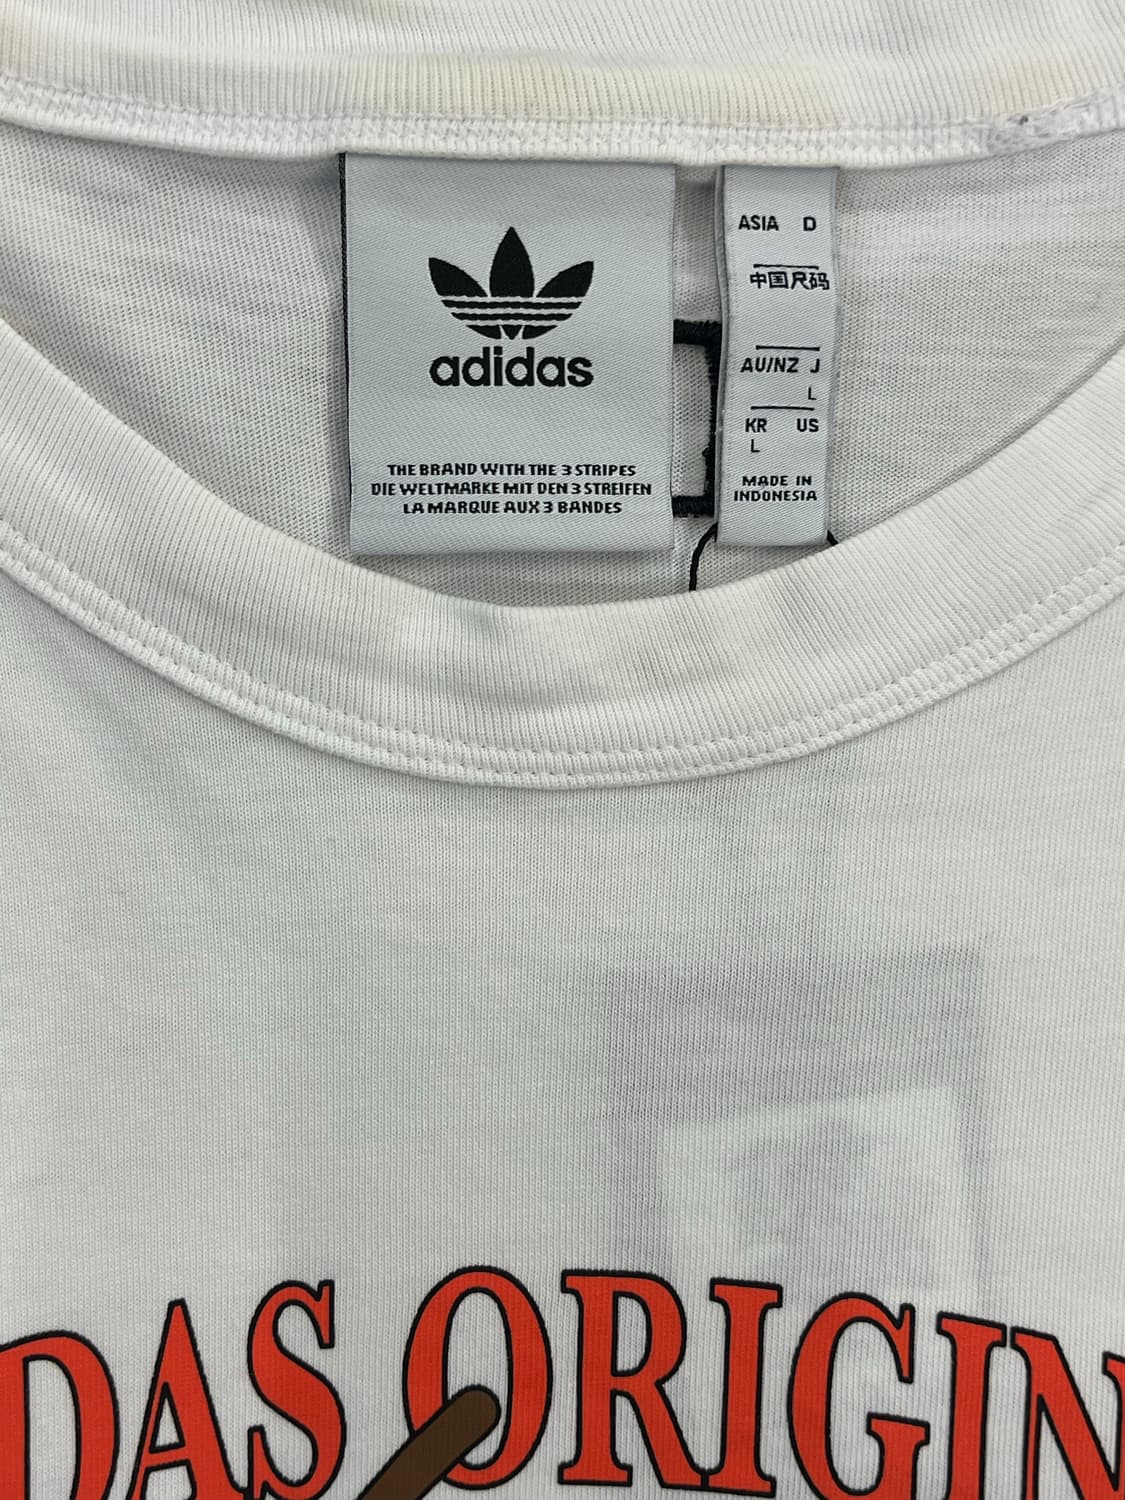 adidas
THE BRAND WITH THE 3 STRIPES
DIE WELTMARKE MIT DEN 3 STREIFEN
LA MARQUE AUX 3 BANDES
ASIA D
中国尺码
AU/NZ J
L
KR US
L
MADE IN
INDONESIA
DAS ORIGIN